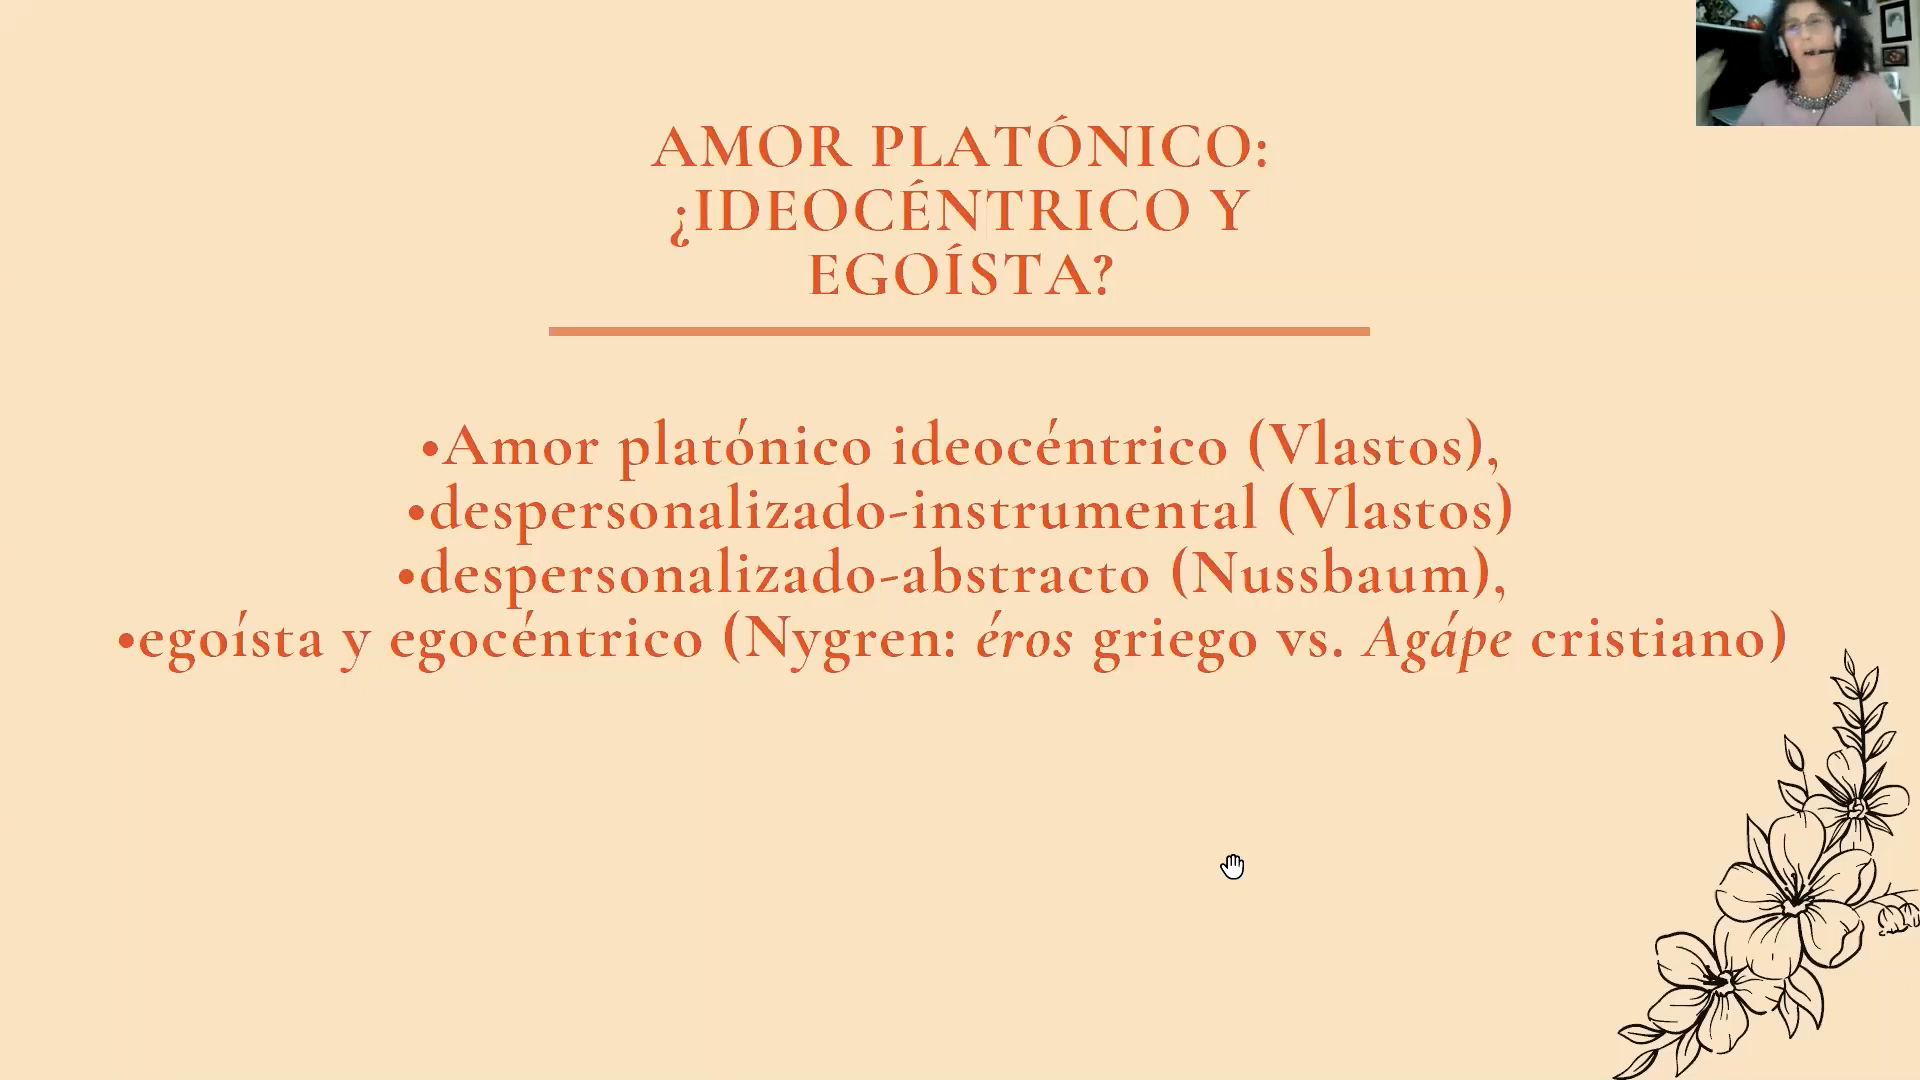 AMOR PLATÓNICO:
¿IDEOCÉNTRICO Y
EGOÍSTA?
•Amor platónico ideocéntrico (Vlastos),
•despersonalizado-instrumental (Vlastos)
•despersonalizado-abstracto (Nussbaum),
•egoísta y egocéntrico (Nygren: éros griego vs. Agápe cristiano)